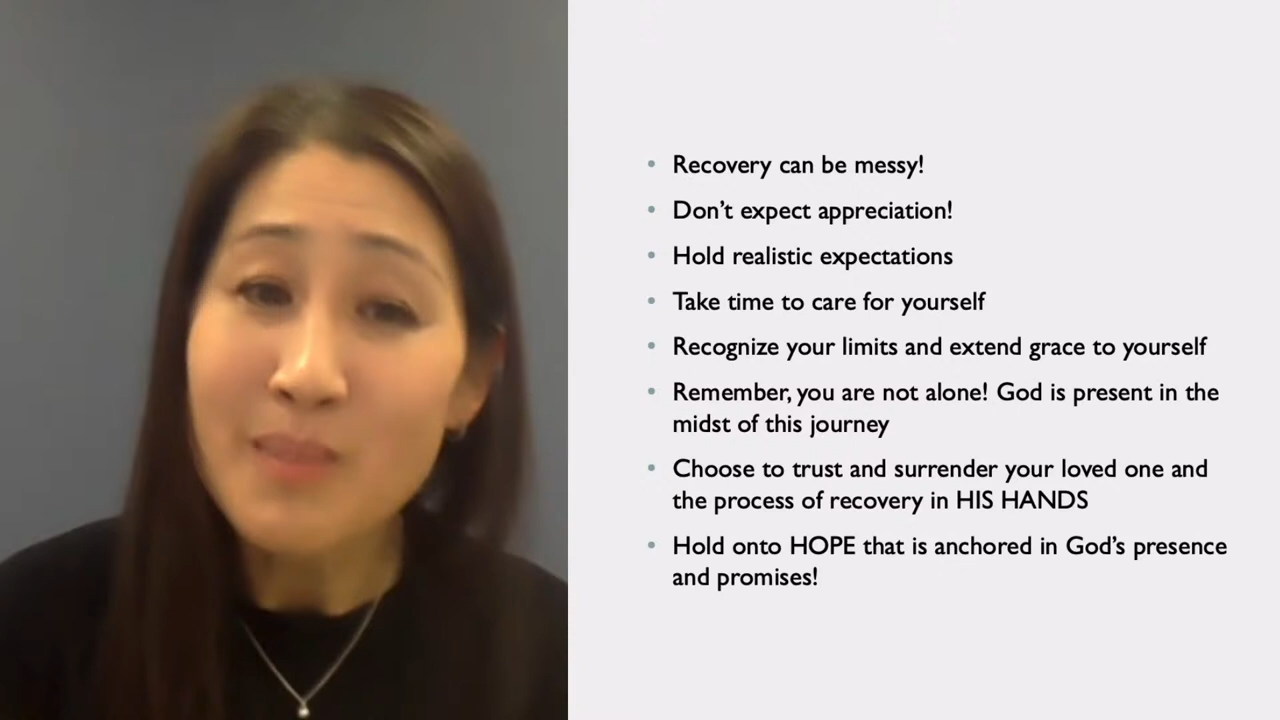 Recovery can be messy!
Don’t expect appreciation!
Hold realistic expectations
Take time to care for yourself
Recognize your limits and extend grace to yourself
Remember, you are not alone! God is present in the
midst of this journey
Choose to trust and surrender your loved one and
the process of recovery in HIS HANDS
Hold onto HOPE that is anchored in God’s presence
and promises!